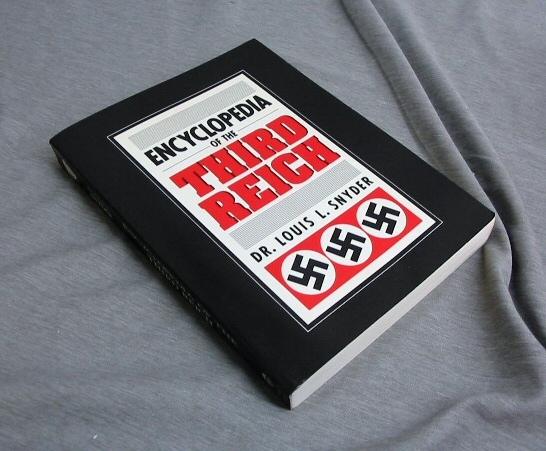 ENCYCLOPEDIA
OF THE
THIRD
REICH
DR. LOUIS L. SNYDER